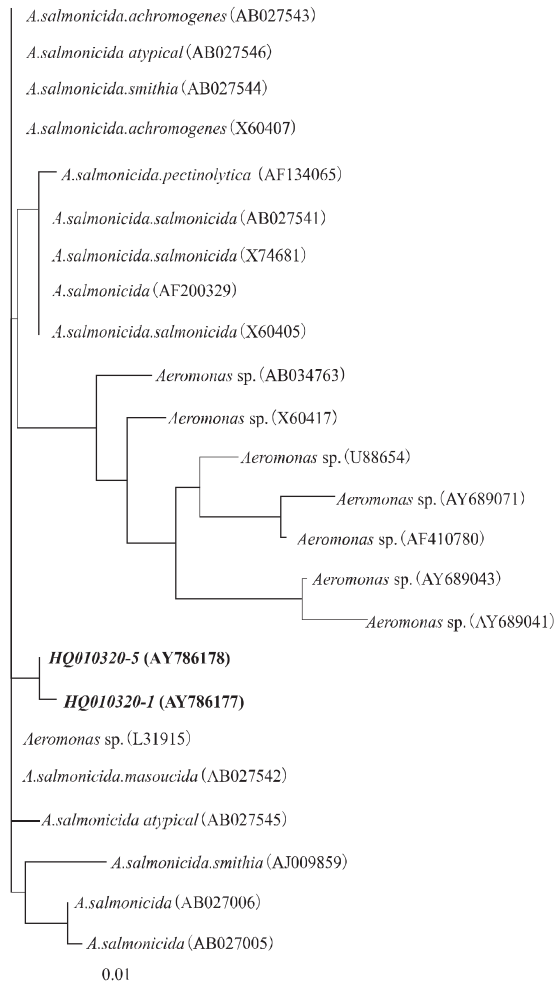 A.salmonicida.achromogenes (AB027543)
A.salmonicida atypical (AB027546)
A.salmonicida.smithia (AB027544)
A.salmonicida.achromogenes (X60407)
A.salmonicida.pectinolytica (AF134065)
A.salmonicida.salmonicida (AB027541)
A.salmonicida.salmonicida (X74681)
A.salmonicida (AF200329)
A.salmonicida.salmonicida (X60405)
Aeromonas sp. (AB034763)
Aeromonas sp. (X60417)
Aeromonas sp. (U88654)
Aeromonas sp. (AY689071)
Aeromonas sp. (AF410780)
Aeromonas sp. (AY689043)
Aeromonas sp. (AY689041)
HQ010320-5 (AY786178)
HQ010320-1 (AY786177)
Aeromonas sp. (L31915)
A.salmonicida.masoucida (AB027542)
A.salmonicida atypical (AB027545)
A.salmonicida.smithia (AJ009859)
A.salmonicida (AB027006)
A.salmonicida (AB027005)
0.01